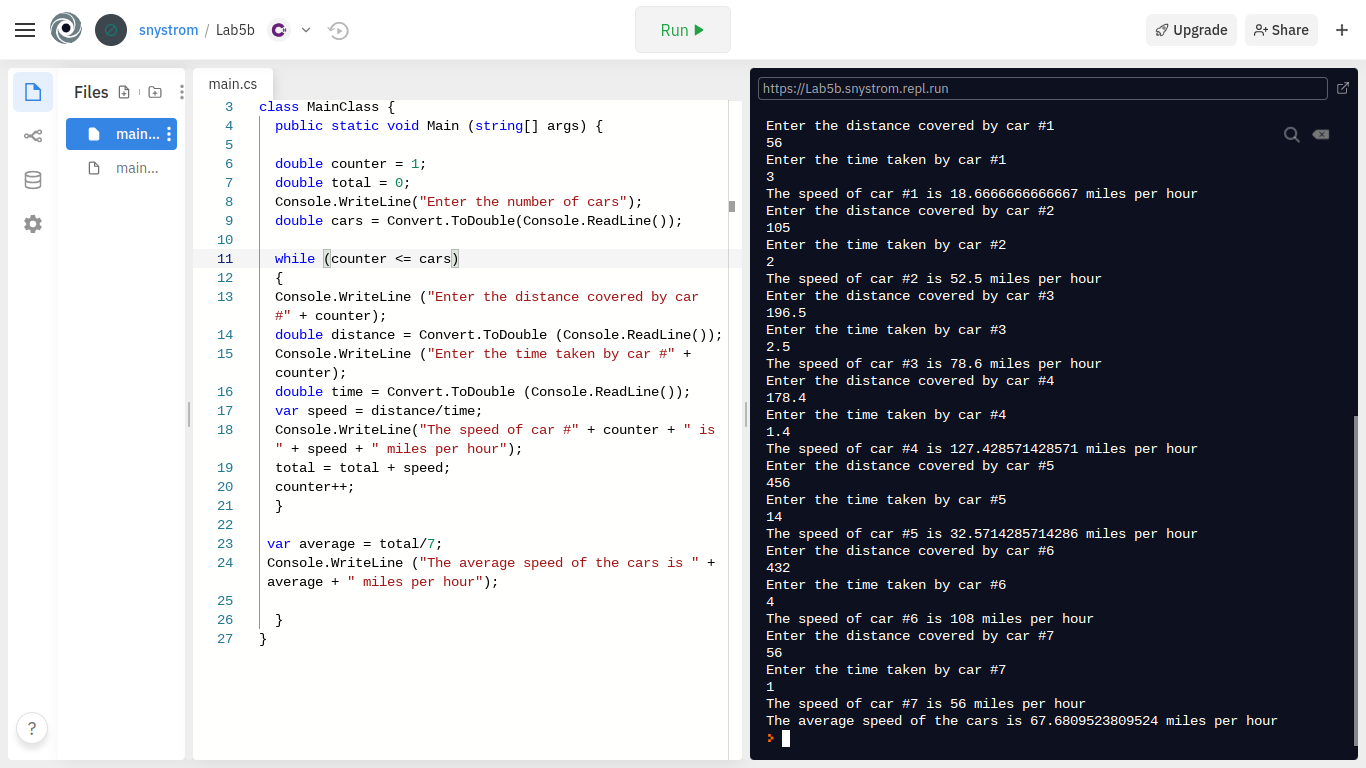 snystrom / Lab5b
Run
Upgrade
Share
Files
main...
main...
main.cs
3 class MainClass {
4 public static void Main (string[] args) {
5
6 double counter = 1;
7 double total = 0;
8 Console.WriteLine("Enter the number of cars");
9 double cars = Convert.ToDouble(Console.ReadLine());
10
11 while (counter <= cars)
12 {
13 Console.WriteLine ("Enter the distance covered by car
#" + counter);
14 double distance = Convert.ToDouble (Console.ReadLine());
15 Console.WriteLine ("Enter the time taken by car #" +
counter);
16 double time = Convert.ToDouble (Console.ReadLine());
17 var speed = distance/time;
18 Console.WriteLine("The speed of car #" + counter + " is
" + speed + " miles per hour");
19 total = total + speed;
20 counter++;
21 }
22
23 var average = total/7;
24 Console.WriteLine ("The average speed of the cars is " +
average + " miles per hour");
25
26 }
27 }
?
https://Lab5b.snystrom.repl.run
Enter the distance covered by car #1
56
Enter the time taken by car #1
3
The speed of car #1 is 18.6666666666667 miles per hour
Enter the distance covered by car #2
105
Enter the time taken by car #2
2
The speed of car #2 is 52.5 miles per hour
Enter the distance covered by car #3
196.5
Enter the time taken by car #3
2.5
The speed of car #3 is 78.6 miles per hour
Enter the distance covered by car #4
178.4
Enter the time taken by car #4
1.4
The speed of car #4 is 127.428571428571 miles per hour
Enter the distance covered by car #5
456
Enter the time taken by car #5
14
The speed of car #5 is 32.5714285714286 miles per hour
Enter the distance covered by car #6
432
Enter the time taken by car #6
4
The speed of car #6 is 108 miles per hour
Enter the distance covered by car #7
56
Enter the time taken by car #7
1
The speed of car #7 is 56 miles per hour
The average speed of the cars is 67.6809523809524 miles per hour